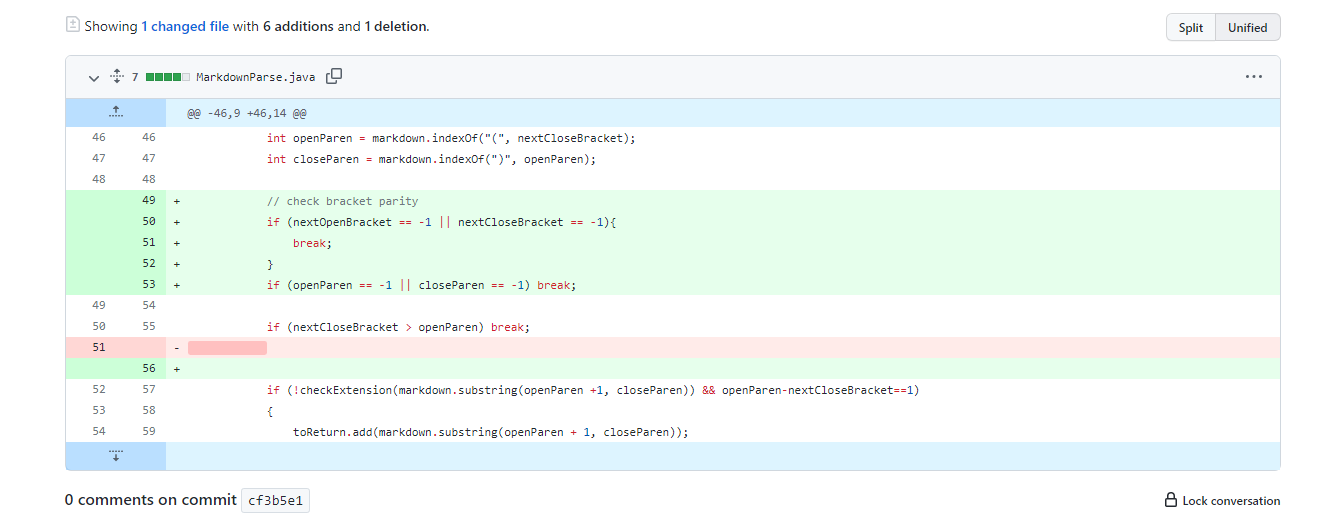 Showing 1 changed file with 6 additions and 1 deletion.
Split Unified
7 MarkdownParse.java
@@ -46,9 +46,14 @@
46 46 int openParen = markdown.indexOf("(", nextCloseBracket);
47 47 int closeParen = markdown.indexOf(")", openParen);
48 48
49 + // check bracket parity
50 + if (nextOpenBracket == -1 || nextCloseBracket == -1){
51 + break;
52 + }
53 + if (openParen == -1 || closeParen == -1) break;
49 54
50 55 if (nextCloseBracket > openParen) break;
51 -
56 +
52 57 if (!checkExtension(markdown.substring(openParen +1, closeParen)) && openParen-nextCloseBracket==1)
53 58 {
54 59 toReturn.add(markdown.substring(openParen + 1, closeParen));
0 comments on commit cf3b5e1
Lock conversation